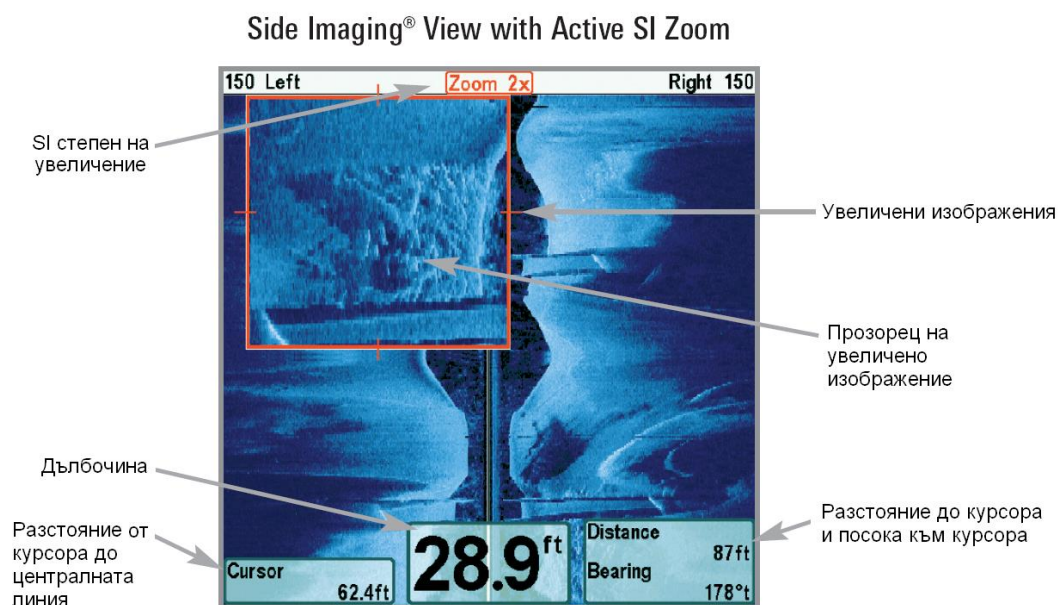 Side Imaging® View with Active SI Zoom
150 Left
Zoom 2x
Right 150
SI степен на
увеличение
Увеличени изображения
Прозорец на
увеличено
изображение
Дълбочина
Разстояние от
курсора до
централната
линия
Cursor
62.4ft
28.9 ft
Distance
87ft
Bearing
178°t
Разстояние до курсора
и посока към курсора